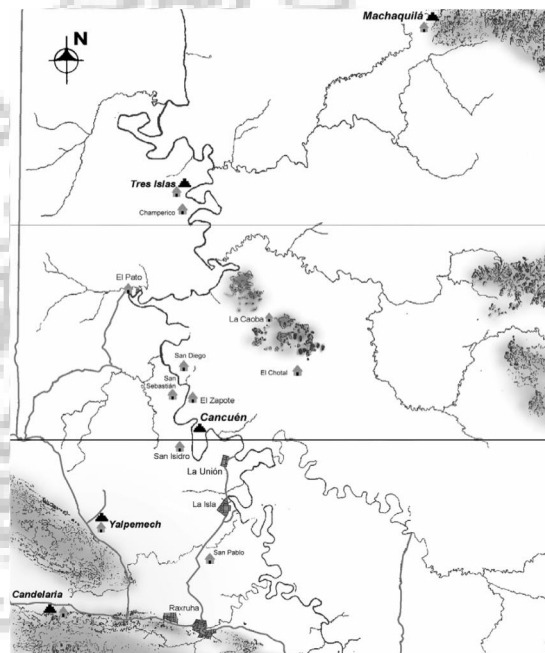 Machaquilá
N
Tres Islas
Champerico
El Pato
La Caoba
San Diego
El Chotal
San
Sebastián
El Zapote
Cancuén
San Isidro
La Unión
La Isla
Yalpemech
San Pablo
Candelaria
Raxruha